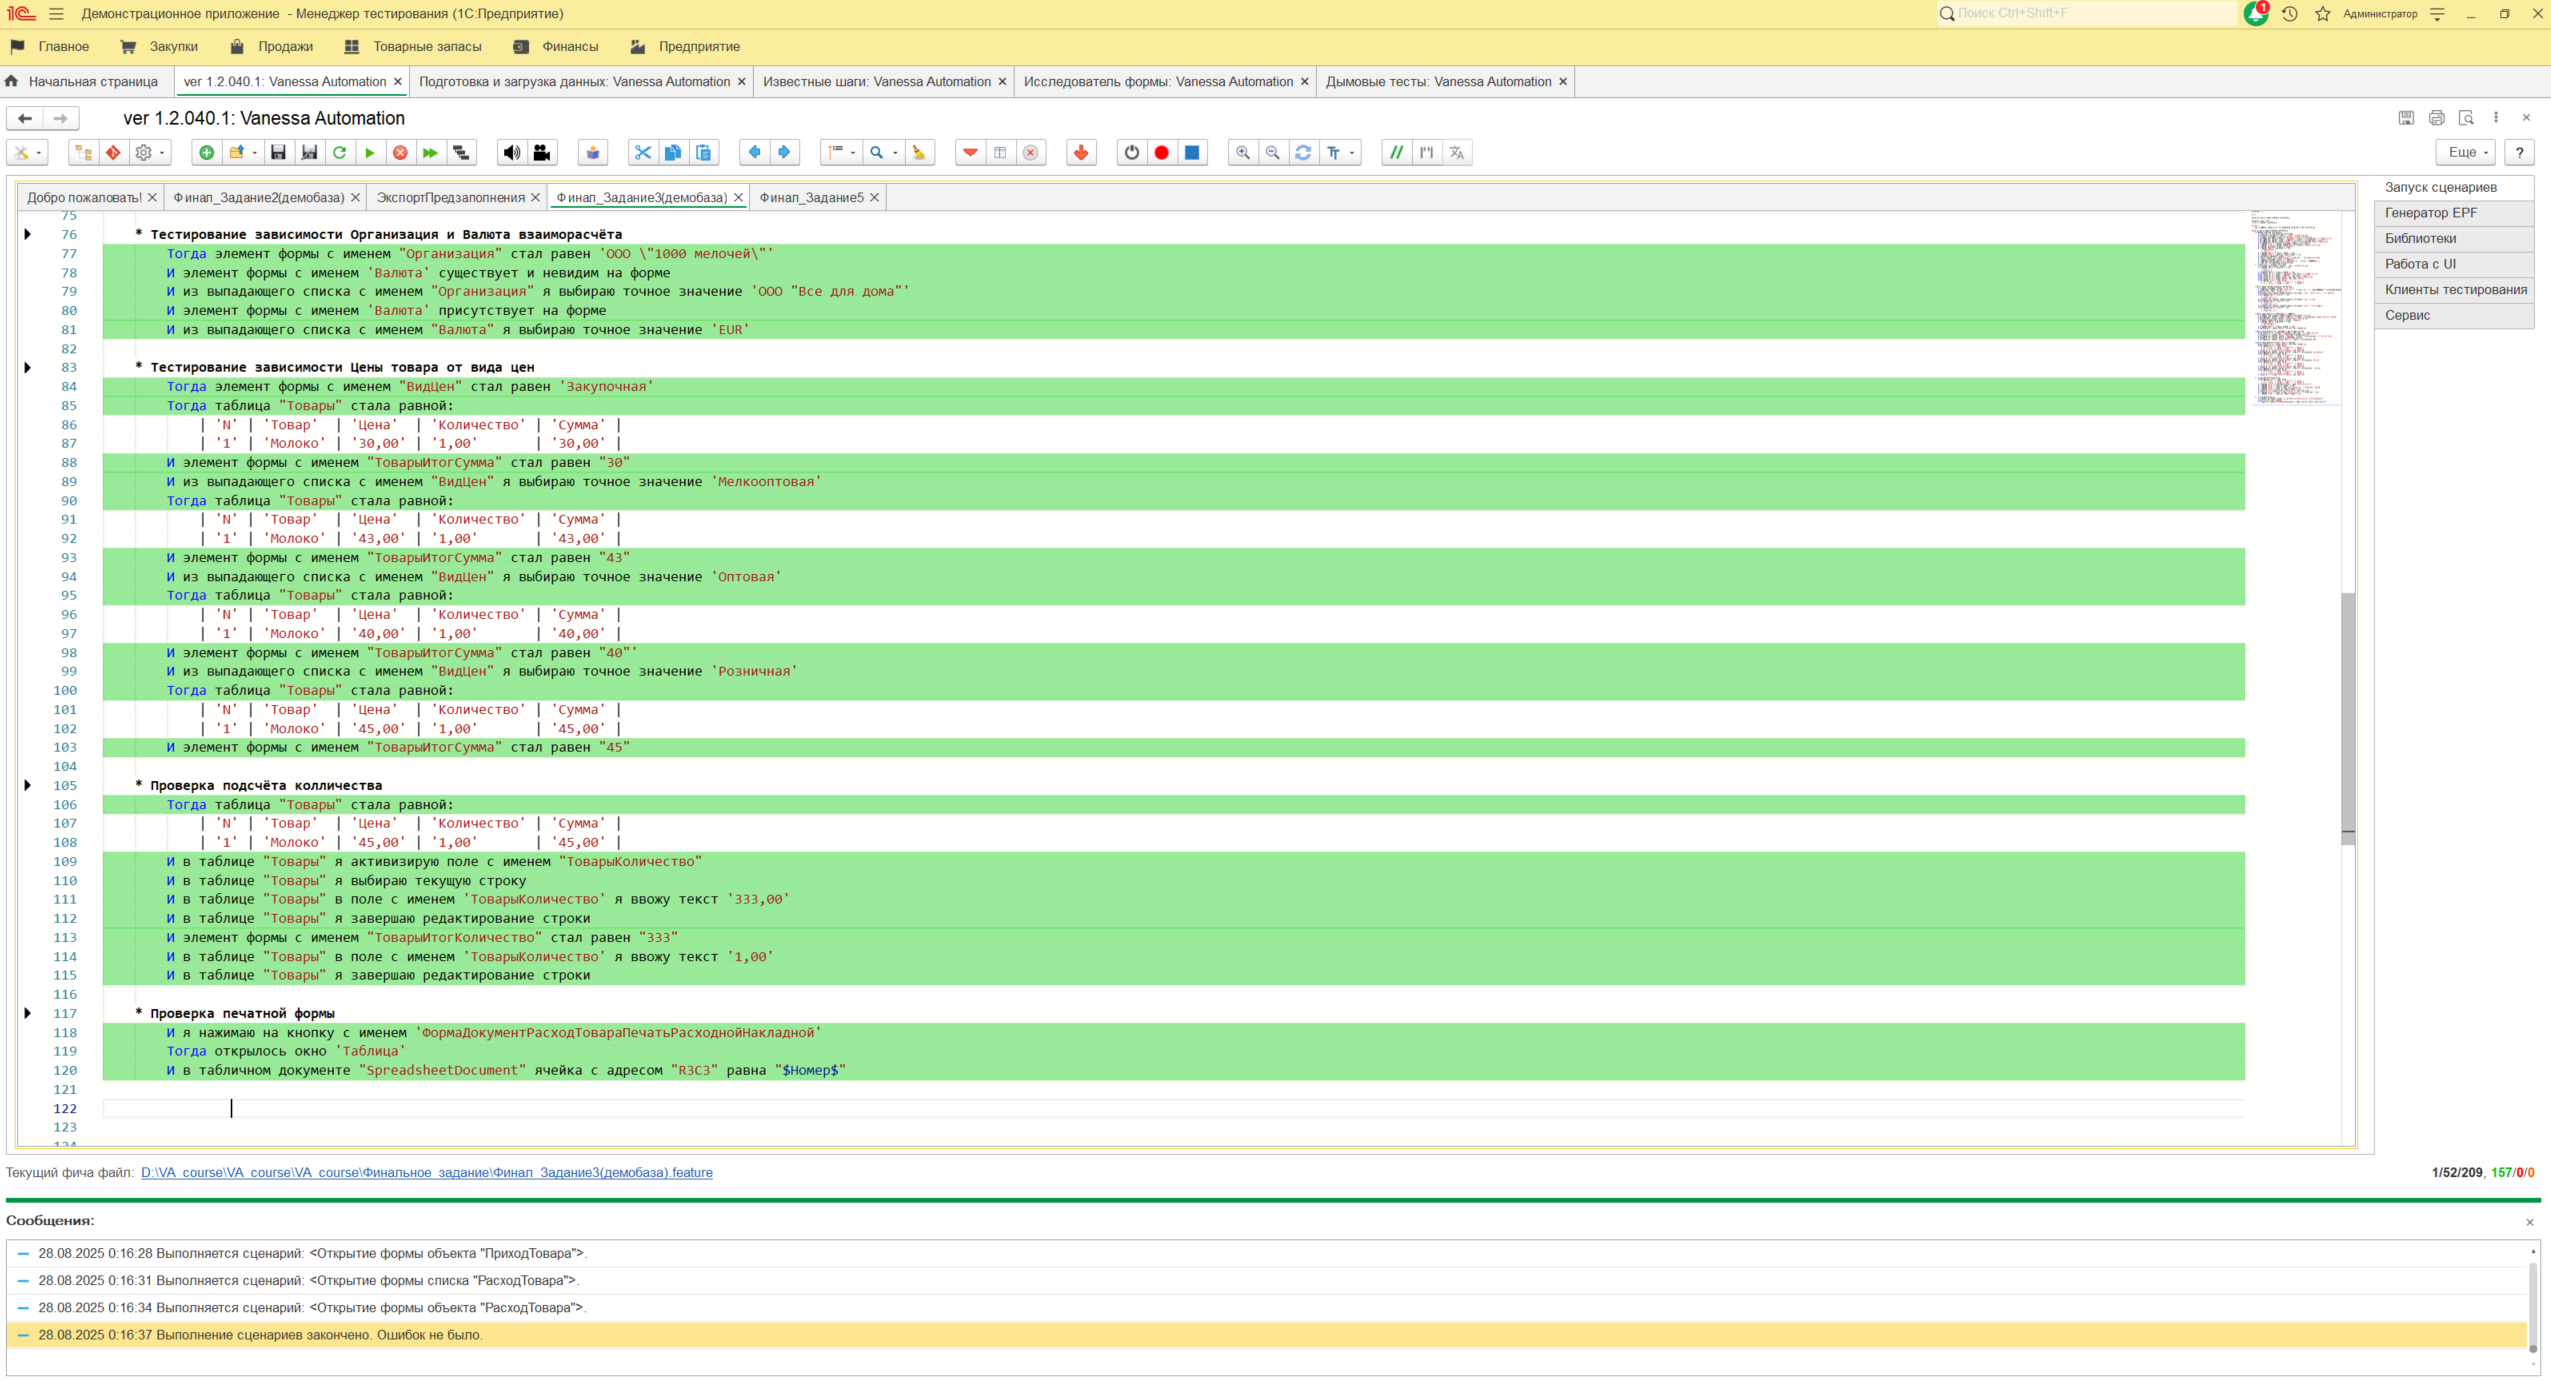 Демонстрационное приложение - Менеджер тестирования (1С:Предприятие)
Поиск Ctrl+Shift+F
1
Администратор
Главное
Закупки
Продажи
Товарные запасы
Финансы
Предприятие
Начальная страница
ver 1.2.040.1: Vanessa Automation
Подготовка и загрузка данных: Vanessa Automation
Известные шаги: Vanessa Automation
Исследователь формы: Vanessa Automation
Дымовые тесты: Vanessa Automation
ver 1.2.040.1: Vanessa Automation
Еще
?
Добро пожаловать!
Финал_Задание2(демобаза)
ЭкспортПредзаполнения
Финал_Задание3(демобаза)
Финал_Задание5
Запуск сценариев
Генератор EPF
Библиотеки
Работа с UI
Клиенты тестирования
Сервис
75
76 * Тестирование зависимости Организация и Валюта взаиморасчёта
77 Тогда элемент формы с именем "Организация" стал равен 'ООО \"1000 мелочей\"'
78 И элемент формы с именем 'Валюта' существует и невидим на форме
79 И из выпадающего списка с именем "Организация" я выбираю точное значение 'ООО "Все для дома"'
80 И элемент формы с именем 'Валюта' присутствует на форме
81 И из выпадающего списка с именем "Валюта" я выбираю точное значение 'EUR'
82
83 * Тестирование зависимости Цены товара от вида цен
84 Тогда элемент формы с именем "ВидЦен" стал равен 'Закупочная'
85 Тогда таблица "Товары" стала равной:
86 | 'N' | 'Товар' | 'Цена' | 'Количество' | 'Сумма' |
87 | '1' | 'Молоко' | '30,00' | '1,00' | '30,00' |
88 И элемент формы с именем "ТоварыИтогСумма" стал равен "30"
89 И из выпадающего списка с именем "ВидЦен" я выбираю точное значение 'Мелкооптовая'
90 Тогда таблица "Товары" стала равной:
91 | 'N' | 'Товар' | 'Цена' | 'Количество' | 'Сумма' |
92 | '1' | 'Молоко' | '43,00' | '1,00' | '43,00' |
93 И элемент формы с именем "ТоварыИтогСумма" стал равен "43"
94 И из выпадающего списка с именем "ВидЦен" я выбираю точное значение 'Оптовая'
95 Тогда таблица "Товары" стала равной:
96 | 'N' | 'Товар' | 'Цена' | 'Количество' | 'Сумма' |
97 | '1' | 'Молоко' | '40,00' | '1,00' | '40,00' |
98 И элемент формы с именем "ТоварыИтогСумма" стал равен "40"'
99 И из выпадающего списка с именем "ВидЦен" я выбираю точное значение 'Розничная'
100 Тогда таблица "Товары" стала равной:
101 | 'N' | 'Товар' | 'Цена' | 'Количество' | 'Сумма' |
102 | '1' | 'Молоко' | '45,00' | '1,00' | '45,00' |
103 И элемент формы с именем "ТоварыИтогСумма" стал равен "45"
104
105 * Проверка подсчёта колличества
106 Тогда таблица "Товары" стала равной:
107 | 'N' | 'Товар' | 'Цена' | 'Количество' | 'Сумма' |
108 | '1' | 'Молоко' | '45,00' | '1,00' | '45,00' |
109 И в таблице "Товары" я активизирую поле с именем "ТоварыКоличество"
110 И в таблице "Товары" я выбираю текущую строку
111 И в таблице "Товары" в поле с именем 'ТоварыКоличество' я ввожу текст '333,00'
112 И в таблице "Товары" я завершаю редактирование строки
113 И элемент формы с именем "ТоварыИтогКоличество" стал равен "333"
114 И в таблице "Товары" в поле с именем 'ТоварыКоличество' я ввожу текст '1,00'
115 И в таблице "Товары" я завершаю редактирование строки
116
117 * Проверка печатной формы
118 И я нажимаю на кнопку с именем 'ФормаДокументРасходТовараПечатьРасходнойНакладной'
119 Тогда открылось окно 'Таблица'
120 И в табличном документе "SpreadsheetDocument" ячейка с адресом "R3C3" равна "$Номер$"
121
122
123
124
Текущий фича файл: D:\VA_course\VA_course\VA_course\Финальное_задание\Финал_Задание3(демобаза).feature
1/52/209, 157/0/0
Сообщения:
28.08.2025 0:16:28 Выполняется сценарий: <Открытие формы объекта "ПриходТовара">.
28.08.2025 0:16:31 Выполняется сценарий: <Открытие формы списка "РасходТовара">.
28.08.2025 0:16:34 Выполняется сценарий: <Открытие формы объекта "РасходТовара">.
28.08.2025 0:16:37 Выполнение сценариев закончено. Ошибок не было.